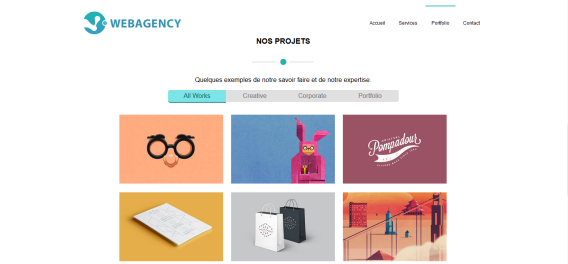 WEBAGENCY
Accueil Services Portfolio Contact
NOS PROJETS
Quelques exemples de notre savoir faire et de notre expertise.
All Works Creative Corporate Portfolio
Pompadour